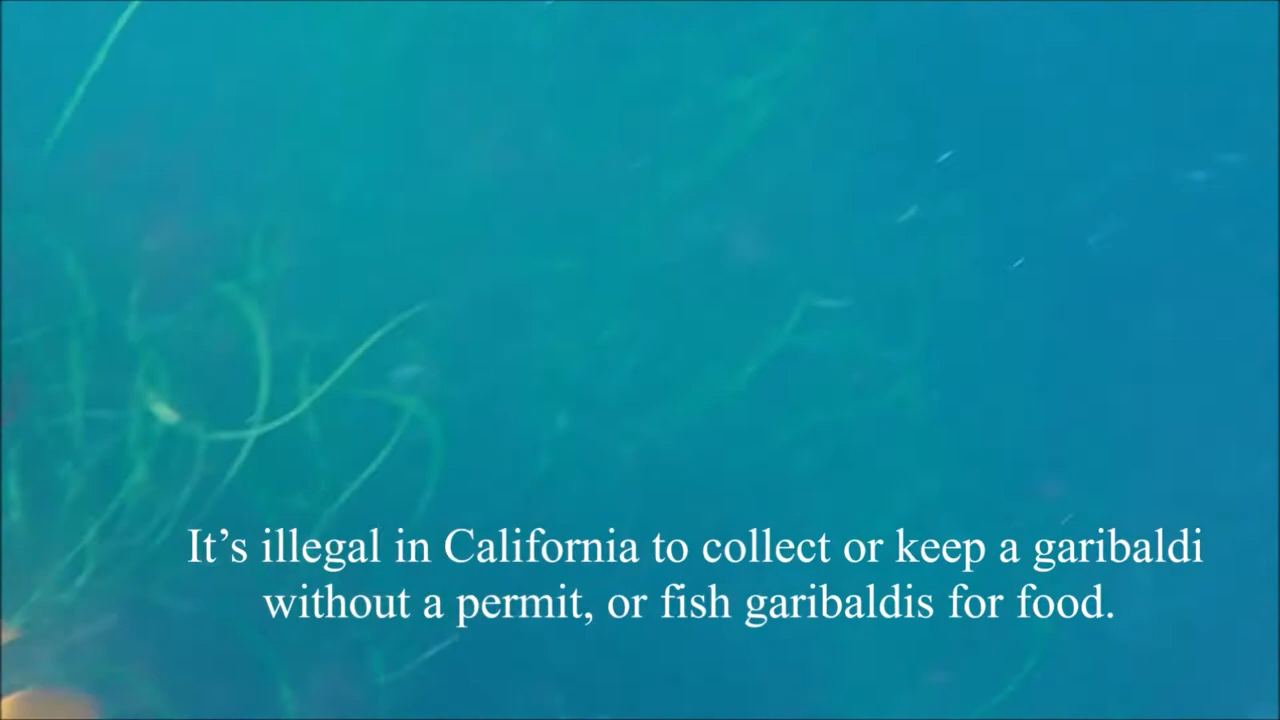 It’s illegal in California to collect or keep a garibaldi
without a permit, or fish garibaldis for food.